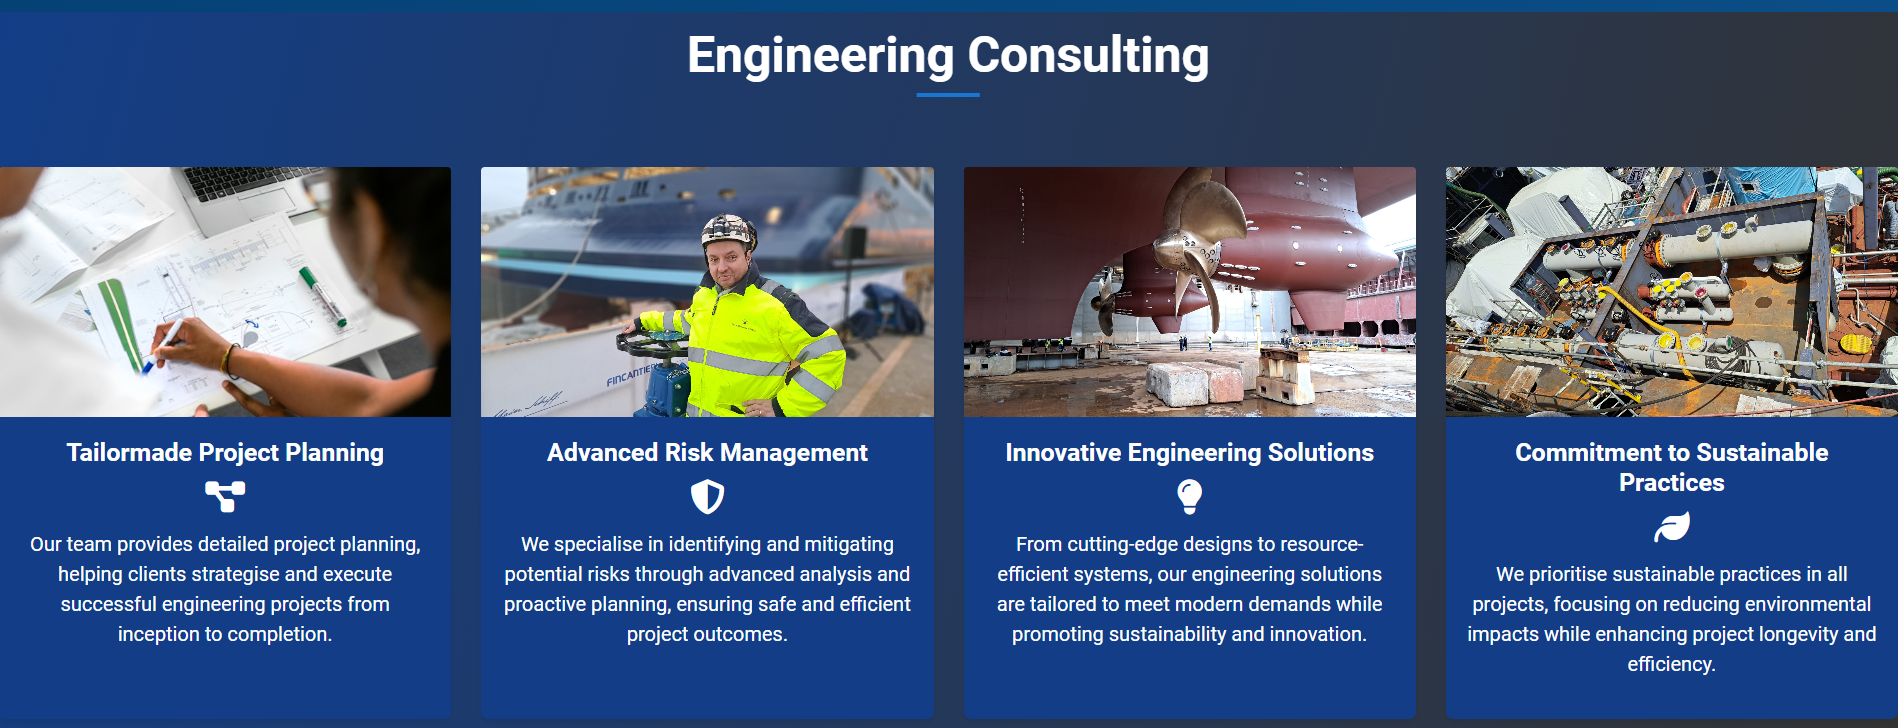 Engineering Consulting
FINCANTIERI
Tailormade Project Planning
Our team provides detailed project planning,
helping clients strategise and execute
successful engineering projects from
inception to completion.
Advanced Risk Management
We specialise in identifying and mitigating
potential risks through advanced analysis and
proactive planning, ensuring safe and efficient
project outcomes.
Innovative Engineering Solutions
From cutting-edge designs to resource-
efficient systems, our engineering solutions
are tailored to meet modern demands while
promoting sustainability and innovation.
Commitment to Sustainable
Practices
We prioritise sustainable practices in all
projects, focusing on reducing environmental
impacts while enhancing project longevity and
efficiency.